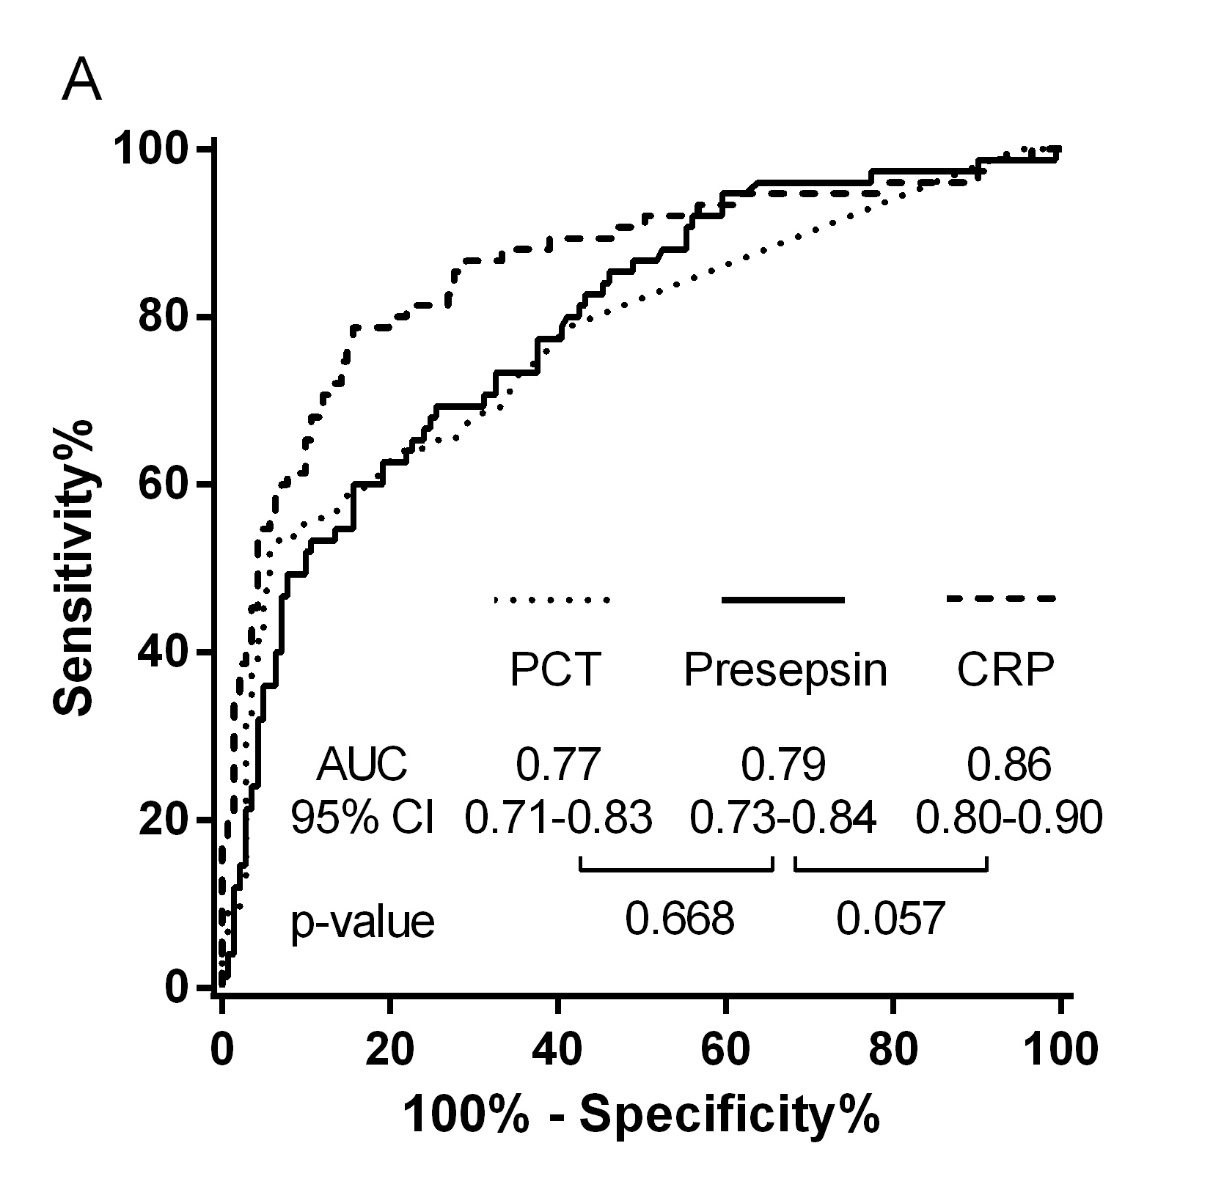 A
100
80
60
40
20
0
Sensitivity%
PCT Presepsin CRP
AUC 0.77 0.79 0.86
95% CI 0.71-0.83 0.73-0.84 0.80-0.90
p-value 0.668 0.057
0 20 40 60 80 100
100% - Specificity%